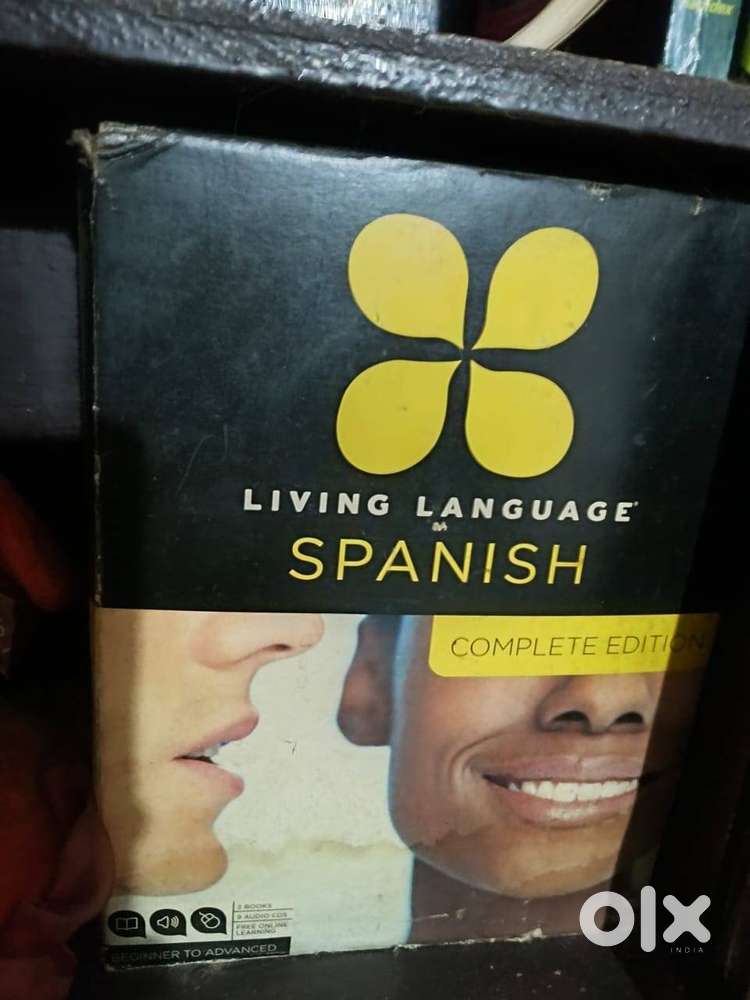 LIVING LANGUAGE®
SPANISH
COMPLETE EDITION
3 BOOKS
9 AUDIO CDS
FREE ONLINE
LEARNING
BEGINNER TO ADVANCED
olx
INDIA